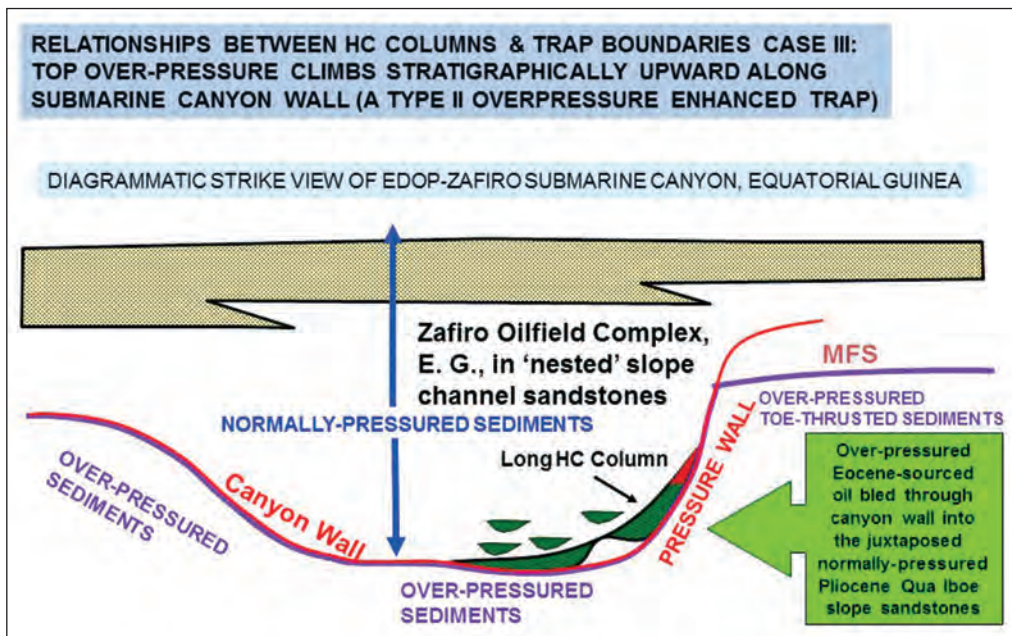 RELATIONSHIPS BETWEEN HC COLUMNS & TRAP BOUNDARIES CASE III:
TOP OVER-PRESSURE CLIMBS STRATIGRAPHICALLY UPWARD ALONG
SUBMARINE CANYON WALL (A TYPE II OVERPRESSURE ENHANCED TRAP)
DIAGRAMMATIC STRIKE VIEW OF EDOP-ZAFIRO SUBMARINE CANYON, EQUATORIAL GUINEA
Zafiro Oilfield Complex,
E. G., in ‘nested’ slope
channel sandstones
NORMALLY-PRESSURED SEDIMENTS
MFS
OVER-PRESSURED
TOE-THRUSTED SEDIMENTS
Long HC Column
PRESSURE WALL
OVER-PRESSURED
SEDIMENTS
Canyon Wall
OVER-PRESSURED
SEDIMENTS
Over-pressured
Eocene-sourced
oil bled through
canyon wall into
the juxtaposed
normally-pressured
Pliocene Qua Iboe
slope sandstones